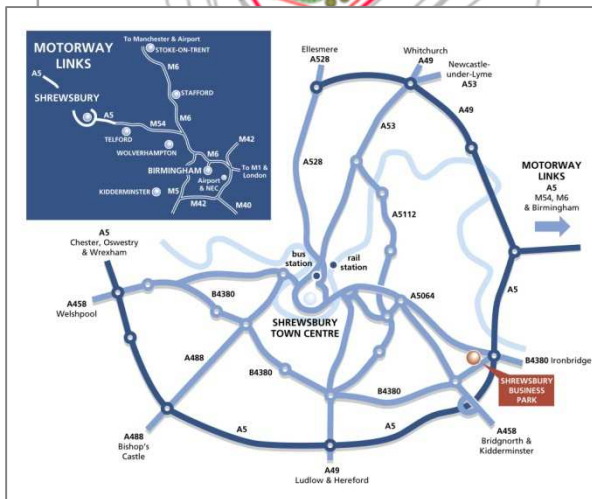 MOTORWAY
LINKS
To Manchester & Airport
STOKE-ON-TRENT
A5
M6
SHREWSBURY
STAFFORD
A5
M54
M6
TELFORD
WOLVERHAMPTON
M6
M42
BIRMINGHAM
To M1 &
London
Airport
& NEC
KIDDERMINSTER
M5
M42
M40
Ellesmere
A528
Whitchurch
A49
Newcastle-
under-Lyme
A53
A49
A53
A528
MOTORWAY
LINKS
A5
M54, M6
& Birmingham
A5112
A5
Chester, Oswestry
& Wrexham
bus
station
rail
station
A458
Welshpool
B4380
A5064
A5
SHREWSBURY
TOWN CENTRE
A488
B4380
B4380
B4380 Ironbridge
SHREWSBURY
BUSINESS
PARK
A488
Bishop's
Castle
A5
A5
A458
Bridgnorth &
Kidderminster
A49
Ludlow & Hereford